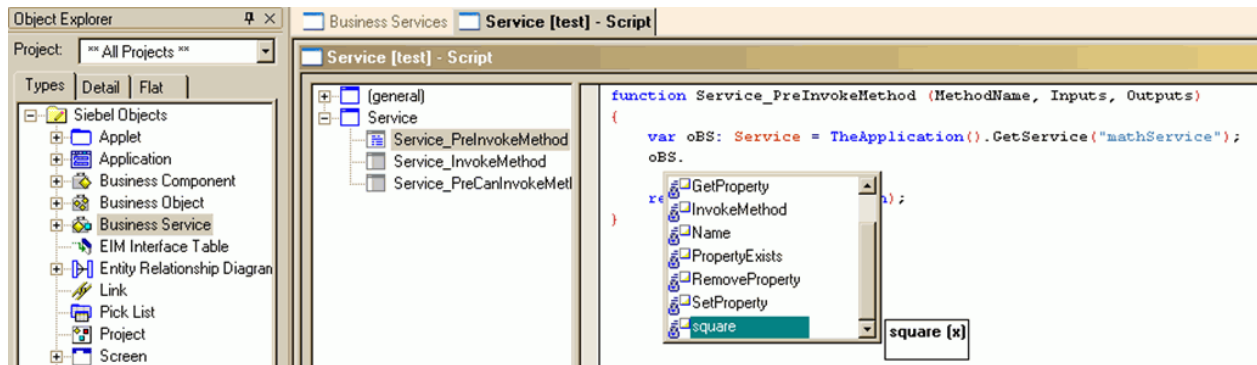 Object Explorer
Project: ** All Projects **
Types Detail Flat
Siebel Objects
Applet
Application
Business Component
Business Object
Business Service
EIM Interface Table
Entity Relationship Diagran
Link
Pick List
Project
Screen
Business Services Service [test] - Script
Service [test] - Script
(general)
Service
Service_PreInvokeMethod
Service_InvokeMethod
Service_PreCanInvokeMetl
function Service_PreInvokeMethod (MethodName, Inputs, Outputs)
{
var oBS: Service = TheApplication().GetService("mathService");
oBS.
re
);
}
GetProperty
InvokeMethod
Name
PropertyExists
RemoveProperty
SetProperty
square
square (x)